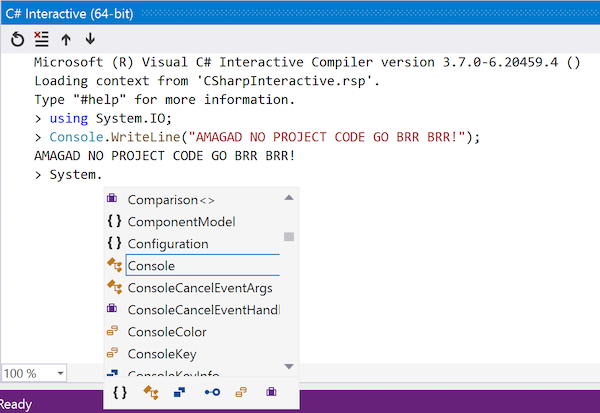 C# Interactive (64-bit)
Microsoft (R) Visual C# Interactive Compiler version 3.7.0-6.20459.4 ()
Loading context from 'CSharpInteractive.rsp'.
Type "#help" for more information.
> using System.IO;
> Console.WriteLine("AMAGAD NO PROJECT CODE GO BRR BRR!");
AMAGAD NO PROJECT CODE GO BRR BRR!
> System.
Comparison<>
{ } ComponentModel
{ } Configuration
Console
ConsoleCancelEventArgs
ConsoleCancelEventHandl
ConsoleColor
ConsoleKey
ConsoleKeyInfo
100 %
{ }
Ready